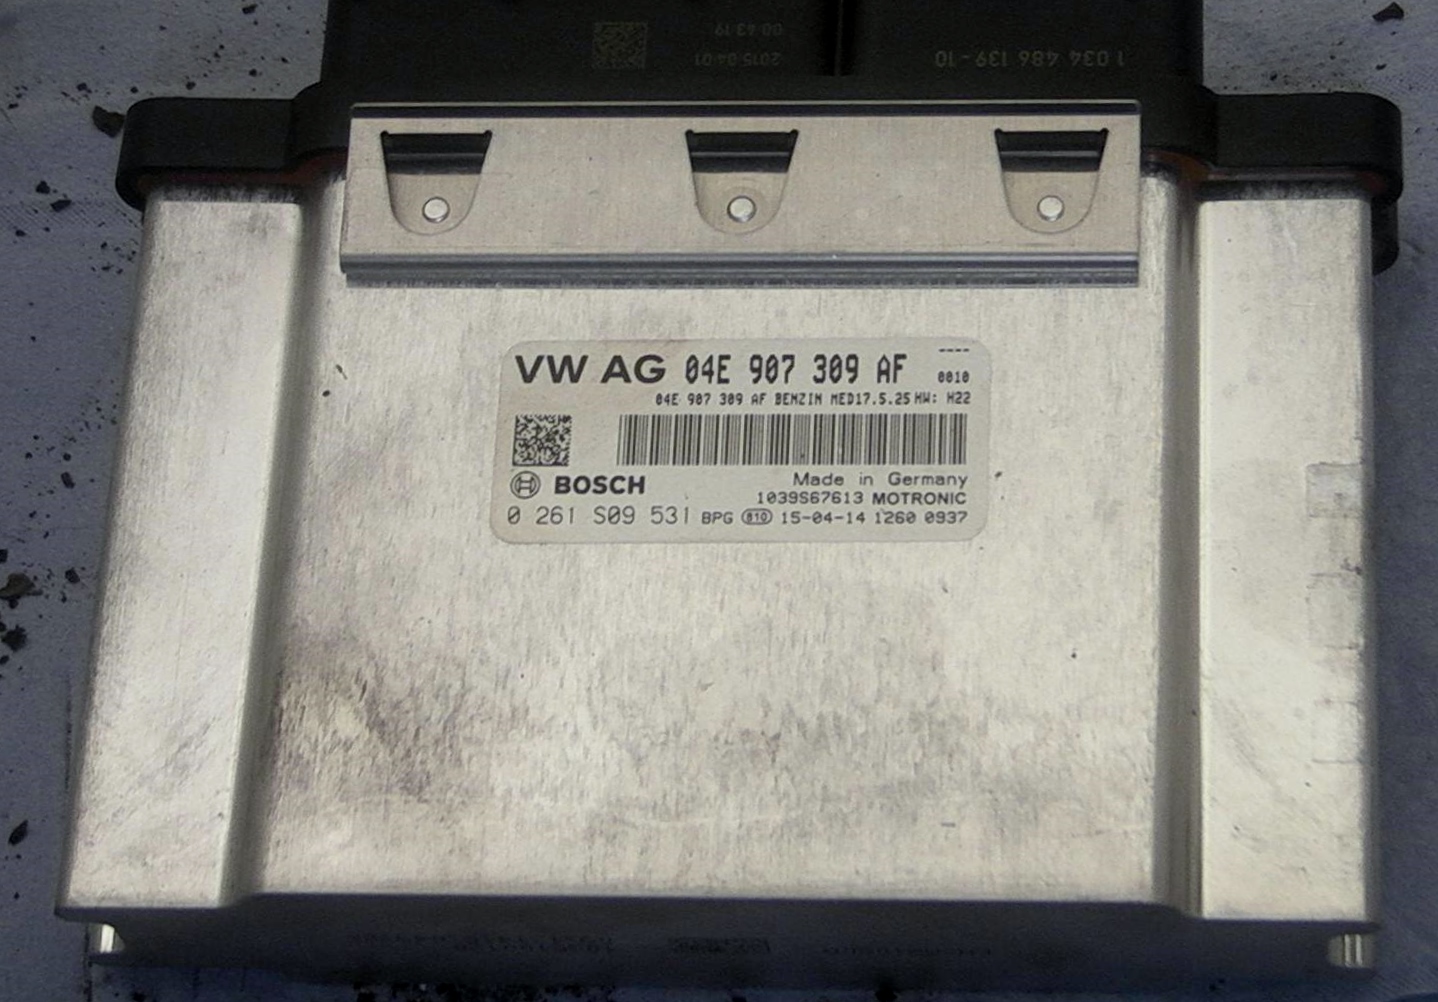 00 43 19
2015 04 01
1 034 486 139-10
VW AG 04E 907 309 AF ----
0010
04E 907 309 AF BENZIN MED17.5.25 HW: H22
BOSCH
Made in Germany
1039S67613 MOTRONIC
0 261 S09 531 BPG 810 15-04-14 1260 0937